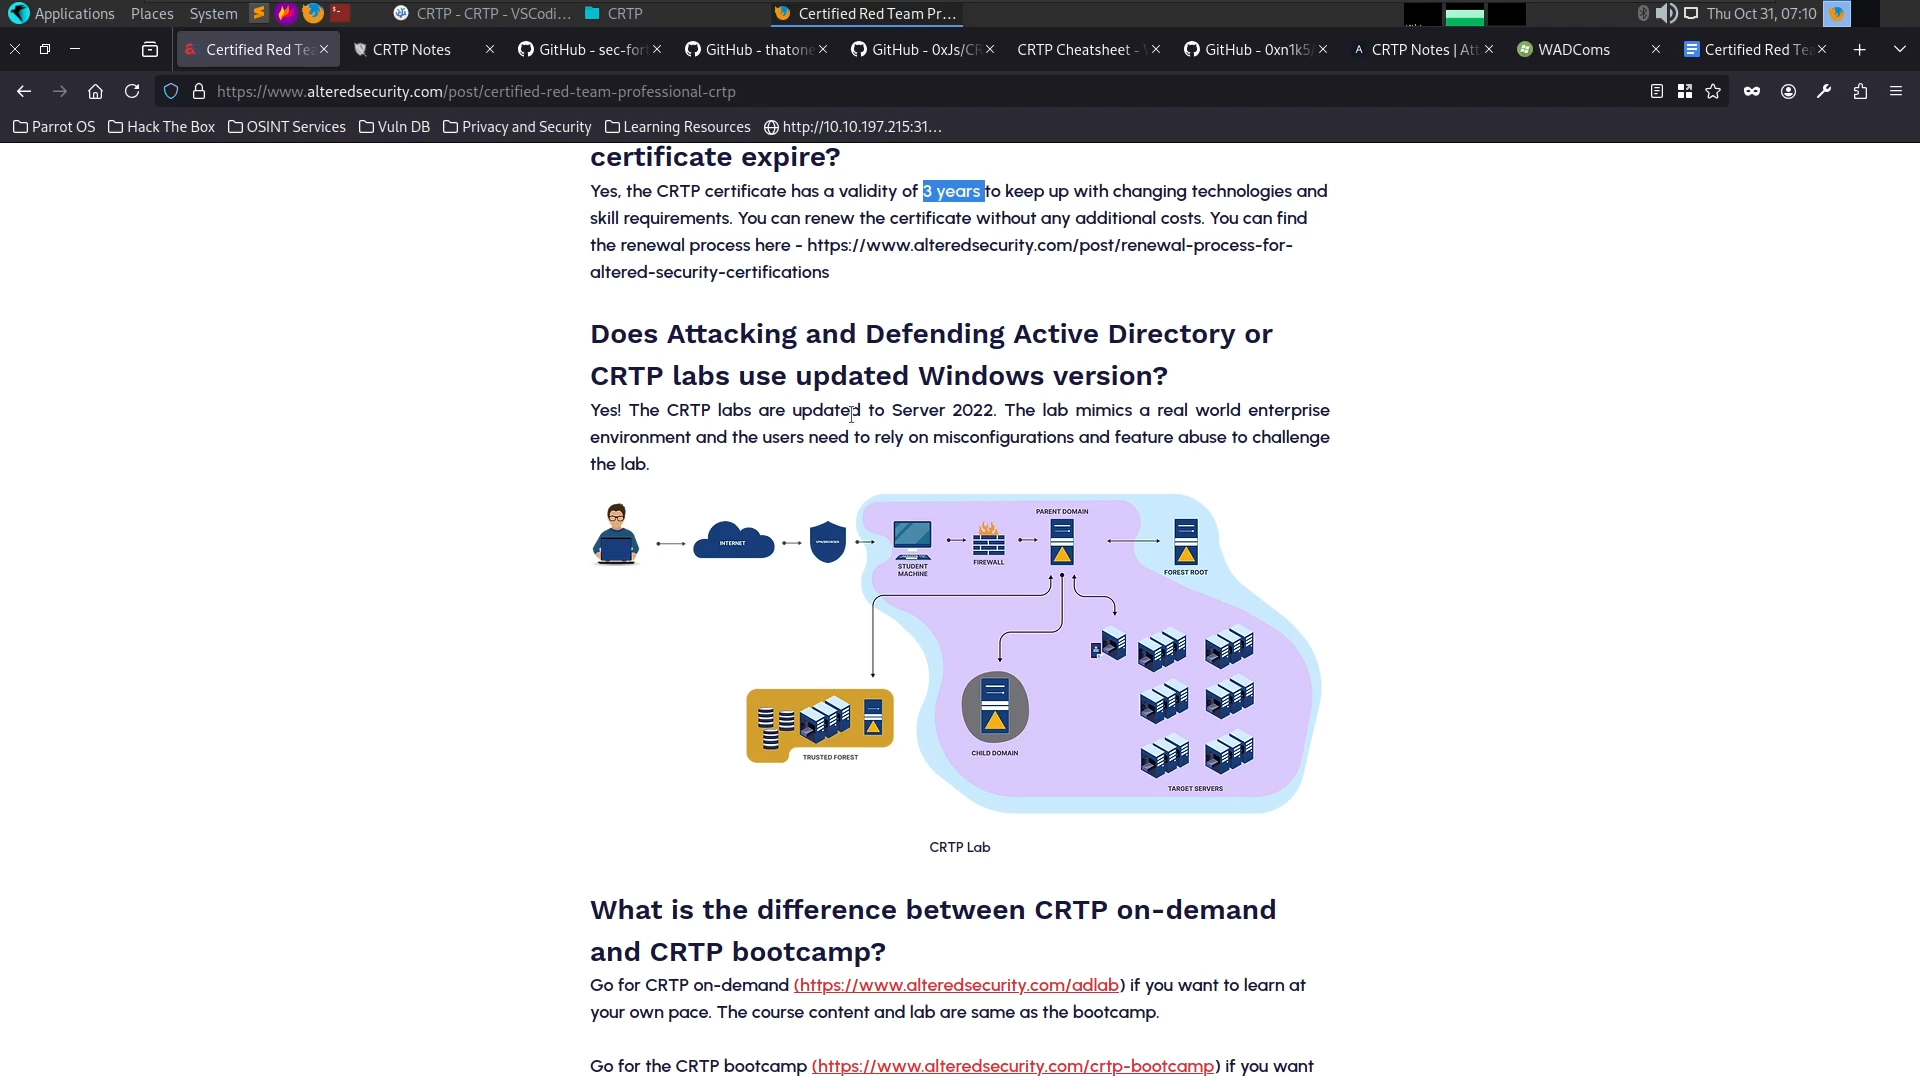 Applications Places System CRTP - CRTP - VSCodi... CRTP Certified Red Team Pr... Thu Oct 31, 07:10
Certified Red Tea CRTP Notes GitHub - sec-for GitHub - thatone GitHub - 0xJs/CR CRTP Cheatsheet - GitHub - 0xn1k5/ CRTP Notes | Att WADComs Certified Red Tea
https://www.alteredsecurity.com/post/certified-red-team-professional-crtp
Parrot OS Hack The Box OSINT Services Vuln DB Privacy and Security Learning Resources http://10.10.197.215:31...
certificate expire?
Yes, the CRTP certificate has a validity of 3 years to keep up with changing technologies and
skill requirements. You can renew the certificate without any additional costs. You can find
the renewal process here - https://www.alteredsecurity.com/post/renewal-process-for-
altered-security-certifications
Does Attacking and Defending Active Directory or
CRTP labs use updated Windows version?
Yes! The CRTP labs are updated to Server 2022. The lab mimics a real world enterprise
environment and the users need to rely on misconfigurations and feature abuse to challenge
the lab.
PARENT DOMAIN
INTERNET
VPN/BROWSER
STUDENT
MACHINE
FIREWALL
FOREST ROOT
CHILD DOMAIN
TRUSTED FOREST
TARGET SERVERS
CRTP Lab
What is the difference between CRTP on-demand
and CRTP bootcamp?
Go for CRTP on-demand (https://www.alteredsecurity.com/adlab) if you want to learn at
your own pace. The course content and lab are same as the bootcamp.
Go for the CRTP bootcamp (https://www.alteredsecurity.com/crtp-bootcamp) if you want